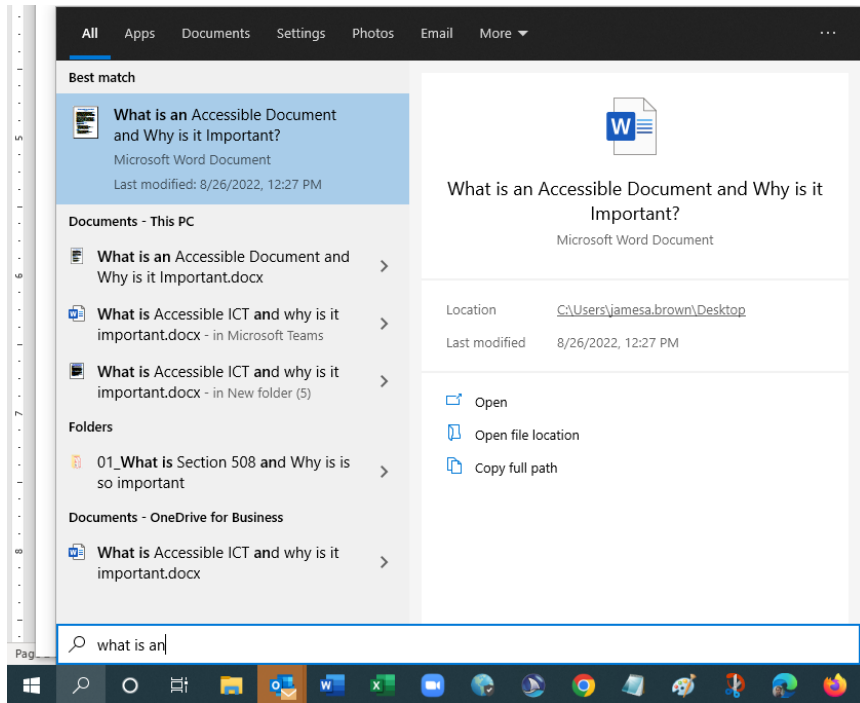 All Apps Documents Settings Photos Email More ...
Best match
What is an Accessible Document
and Why is it Important?
Microsoft Word Document
Last modified: 8/26/2022, 12:27 PM
Documents - This PC
What is an Accessible Document and
Why is it Important.docx
What is Accessible ICT and why is it
important.docx - in Microsoft Teams
What is Accessible ICT and why is it
important.docx - in New folder (5)
Folders
01_What is Section 508 and Why is is
so important
Documents - OneDrive for Business
What is Accessible ICT and why is it
important.docx
What is an Accessible Document and Why is it
Important?
Microsoft Word Document
Location C:\Users\jamesa.brown\Desktop
Last modified 8/26/2022, 12:27 PM
Open
Open file location
Copy full path
what is an
5
6
7
8